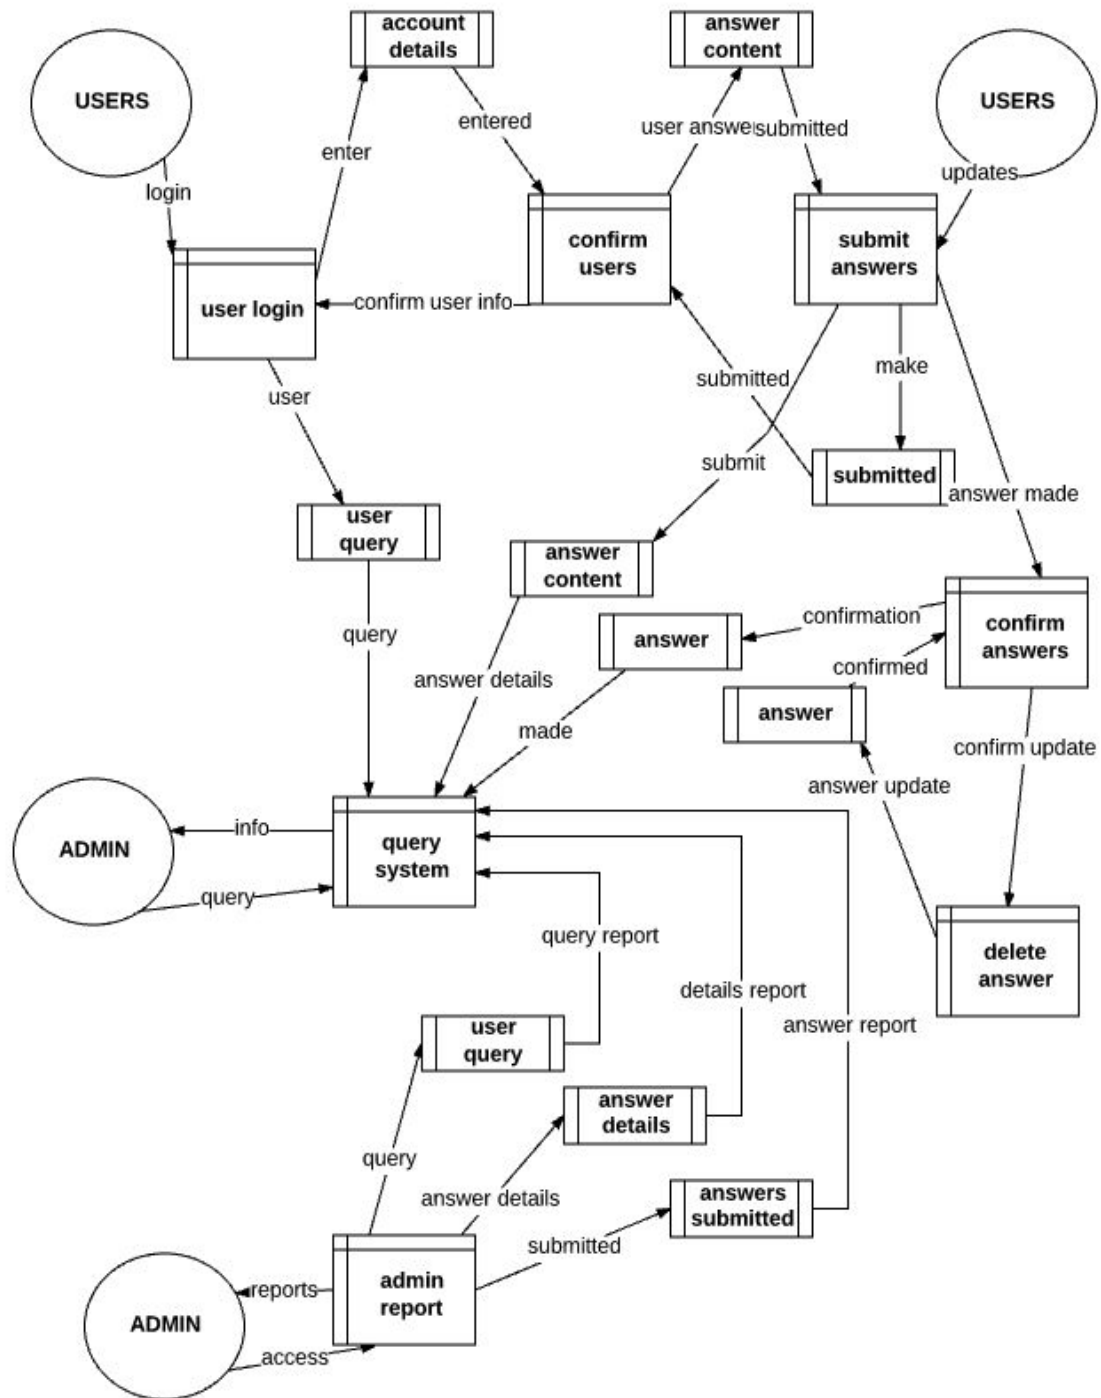 account
details
answer
content
USERS
USERS
entered
user answe
submitted
enter
updates
login
confirm
users
submit
answers
user login
confirm user info
make
submitted
user
submit
submitted
answer made
user
query
answer
content
confirmation
confirm
answers
query
answer
confirmed
answer details
answer
made
confirm update
answer update
info
ADMIN
query
system
query
query report
delete
answer
details report
user
query
answer report
answer
details
query
answer details
answers
submitted
submitted
admin
report
reports
ADMIN
access